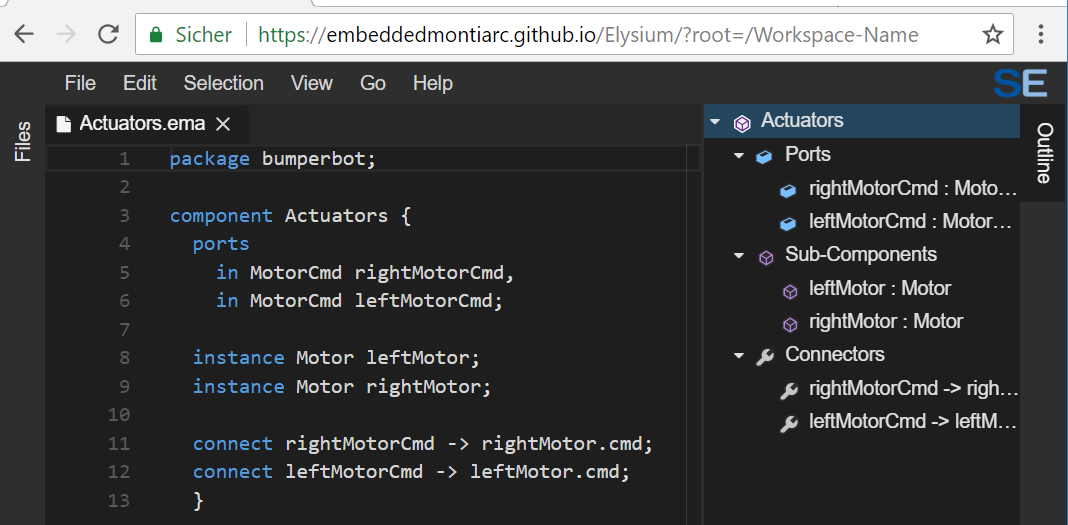 Sicher https://embeddedmontiarc.github.io/Elysium/?root=/Workspace-Name
File Edit Selection View Go Help
SE
Files
Actuators.ema
1 package bumperbot;
2
3 component Actuators {
4 ports
5 in MotorCmd rightMotorCmd,
6 in MotorCmd leftMotorCmd;
7
8 instance Motor leftMotor;
9 instance Motor rightMotor;
10
11 connect rightMotorCmd -> rightMotor.cmd;
12 connect leftMotorCmd -> leftMotor.cmd;
13 }
Actuators
Ports
rightMotorCmd : Moto...
leftMotorCmd : Motor...
Sub-Components
leftMotor : Motor
rightMotor : Motor
Connectors
rightMotorCmd -> righ...
leftMotorCmd -> leftM...
Outline